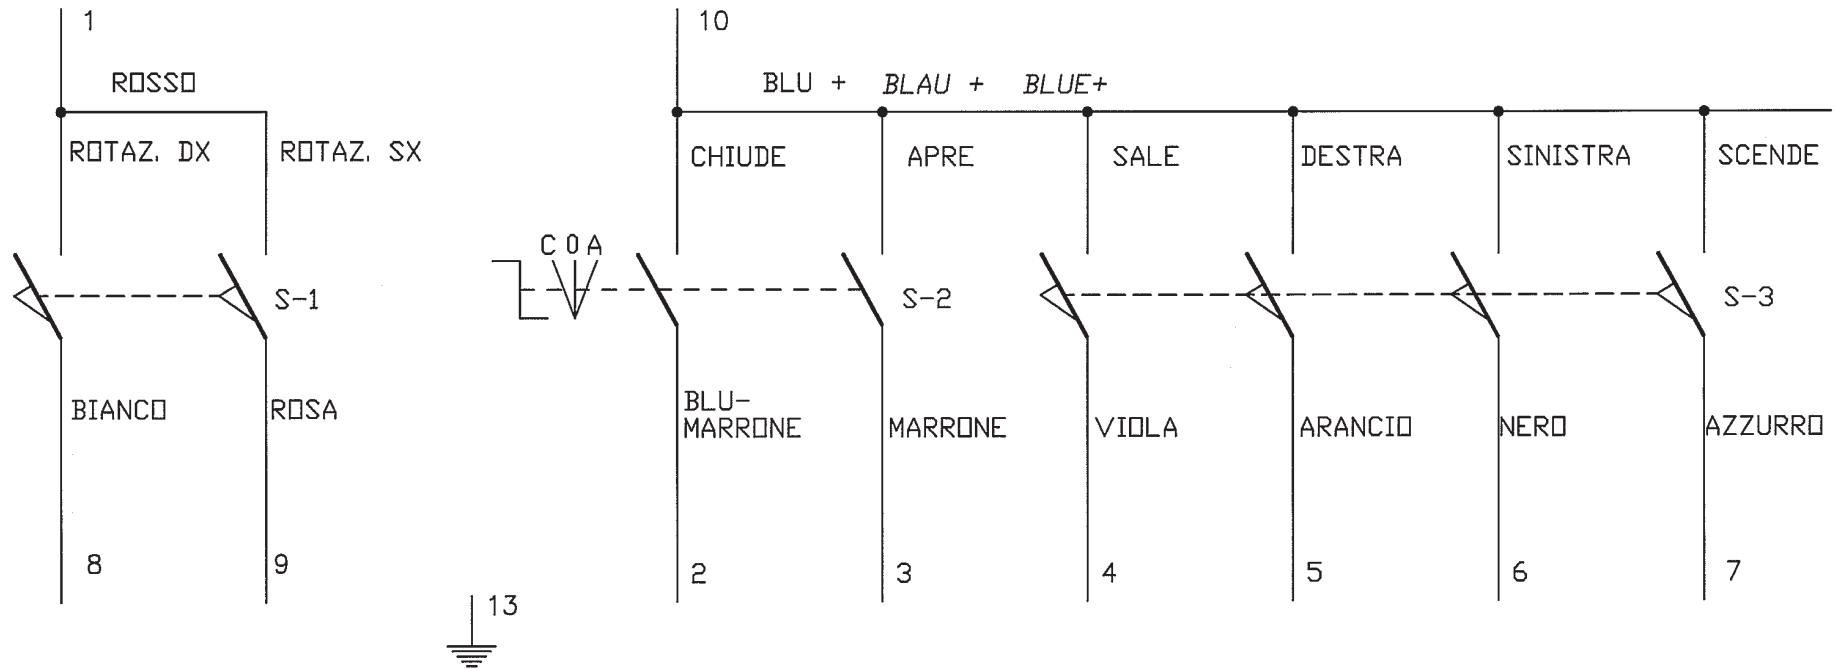 1
10
ROSSO
BLU + BLAU + BLUE+
ROTAZ. DX
ROTAZ. SX
CHIUDE
APRE
SALE
DESTRA
SINISTRA
SCENDE
C 0 A
S-1
S-2
S-3
BIANCO
ROSA
BLU-
MARRONE
MARRONE
VIOLA
ARANCIO
NERO
AZZURRO
8
9
2
3
4
5
6
7
13